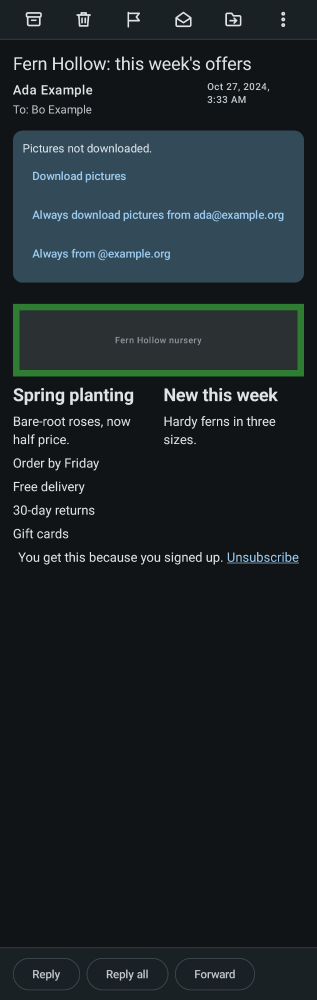 Fern Hollow: this week's offers
Ada Example
Oct 27, 2024,
3:33 AM
To: Bo Example
Pictures not downloaded.
Download pictures
Always download pictures from ada@example.org
Always from @example.org
Fern Hollow nursery
Spring planting
Bare-root roses, now
half price.
New this week
Hardy ferns in three
sizes.
Order by Friday
Free delivery
30-day returns
Gift cards
You get this because you signed up. Unsubscribe
Reply
Reply all
Forward